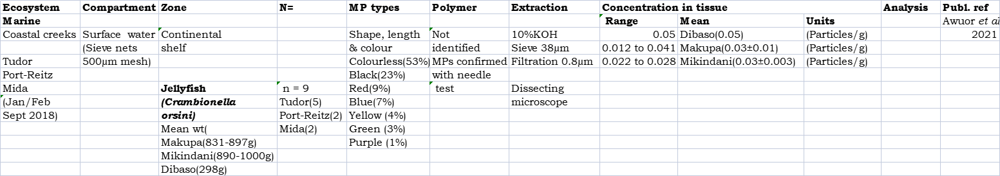 Ecosystem Compartment Zone N= MP types Polymer Extraction Concentration in tissue Analysis Publ. ref
Marine Range Mean Units Awuor et al
Coastal creeks Surface water Continental Shape, length Not 10%KOH 0.05 Dibaso(0.05) (Particles/g) 2021
(Sieve nets shelf & colour identified Sieve 38µm 0.012 to 0.041 Makupa(0.03±0.01) (Particles/g)
Tudor 500µm mesh) Colourless(53%) MPs confirmed Filtration 0.8µm 0.022 to 0.028 Mikindani(0.03±0.003) (Particles/g)
Port-Reitz Black(23%) with needle
Mida Jellyfish n = 9 Red(9%) test Dissecting
(Jan/Feb (Crambionella Tudor(5) Blue(7%) microscope
Sept 2018) orsini) Port-Reitz(2) Yellow (4%)
Mean wt( Mida(2) Green (3%)
Makupa(831-897g) Purple (1%)
Mikindani(890-1000g)
Dibaso(298g)